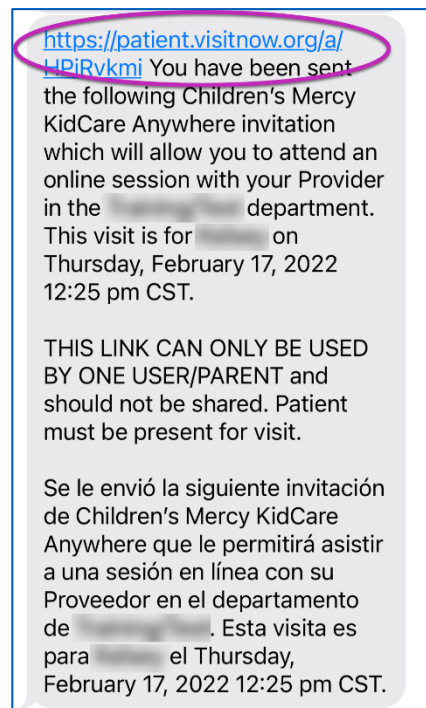 https://patient.visitnow.org/a/
HPiRvkmi You have been sent
the following Children's Mercy
KidCare Anywhere invitation
which will allow you to attend an
online session with your Provider
in the department.
This visit is for on
Thursday, February 17, 2022
12:25 pm CST.
THIS LINK CAN ONLY BE USED
BY ONE USER/PARENT and
should not be shared. Patient
must be present for visit.
Se le envió la siguiente invitación
de Children's Mercy KidCare
Anywhere que le permitirá asistir
a una sesión en línea con su
Proveedor en el departamento
de . Esta visita es
para el Thursday,
February 17, 2022 12:25 pm CST.